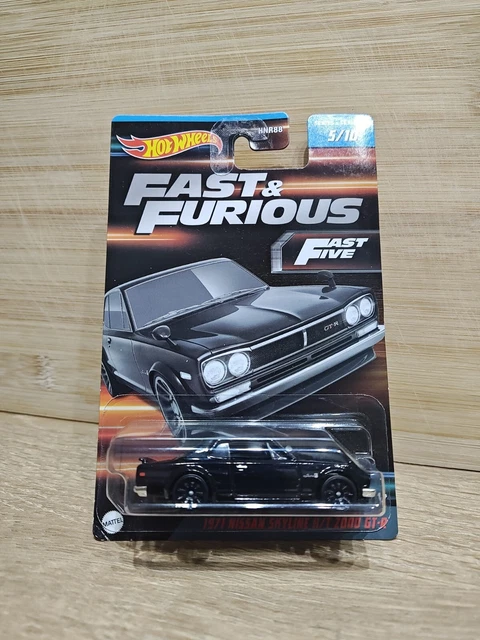 HOT WHEELS
HNR88
5/10
FAST &
FURIOUS
FAST
FIVE
GT-R
MATTEL
1971 NISSAN SKYLINE H/T 2000 GT-R